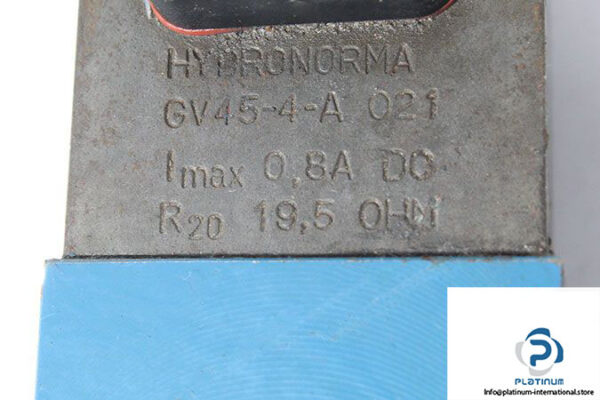 HYDRONORMA
GV45-4-A 021
Imax 0,8A DC
R20 19,5 OHM
PLATINUM
Info@platinum-international.store